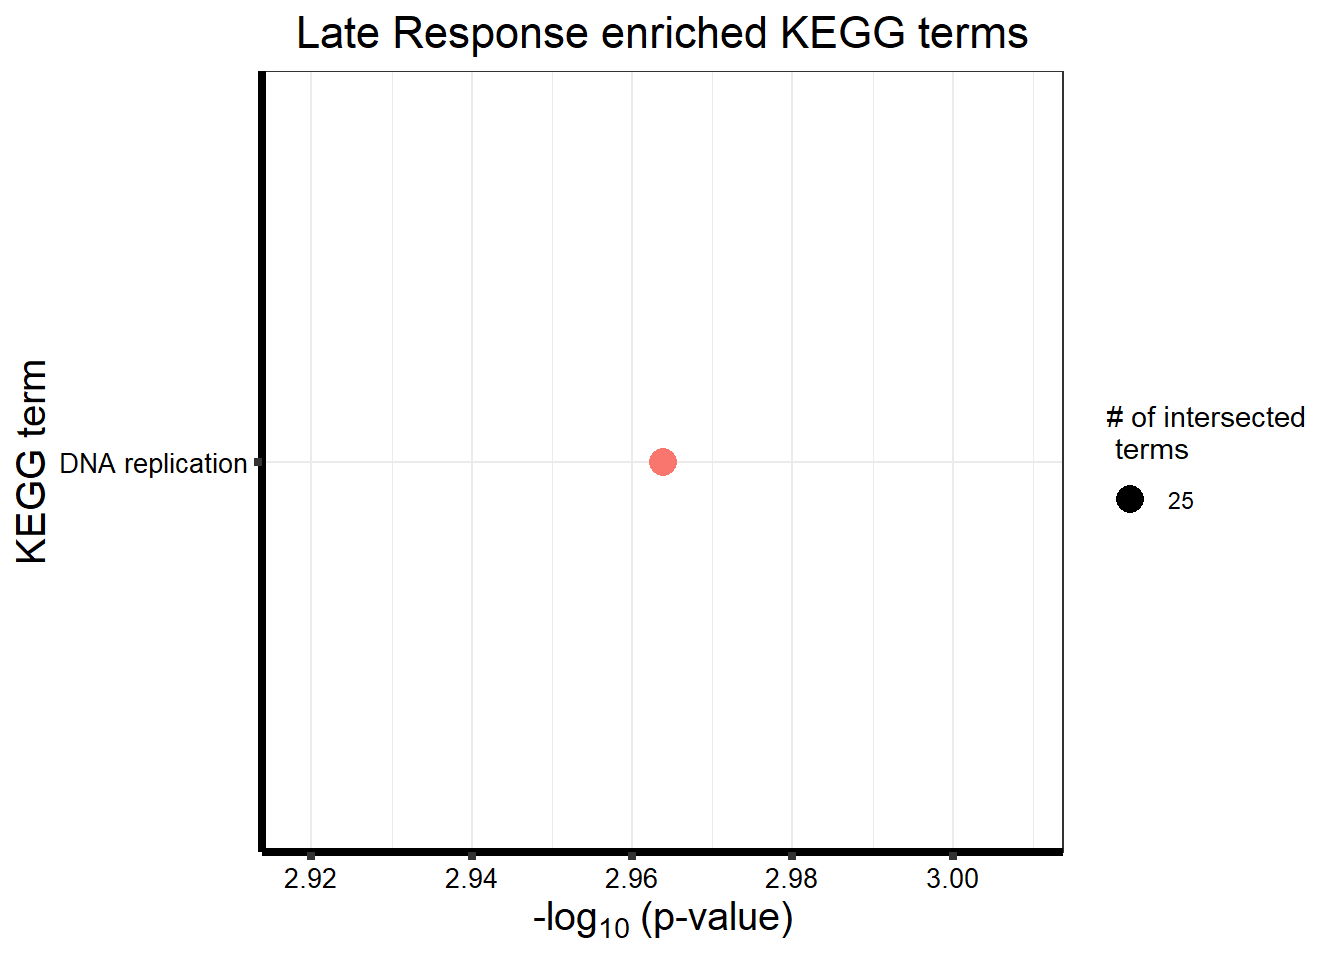 Late Response enriched KEGG terms
KEGG term
DNA replication
2.92 2.94 2.96 2.98 3.00
-log₁₀ (p-value)
# of intersected
terms
25